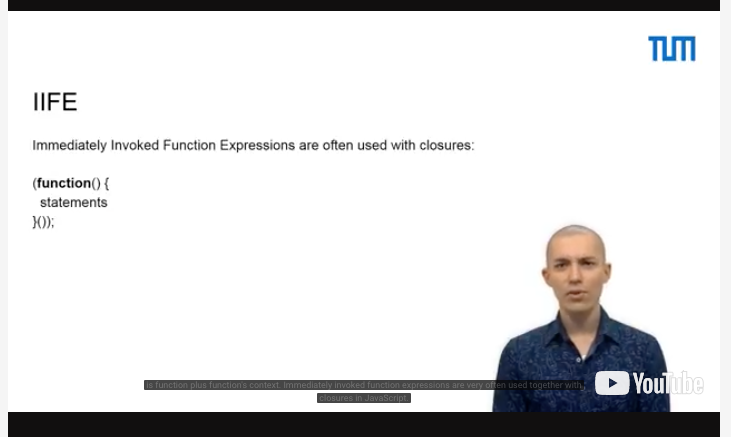 TUM
IIFE
Immediately Invoked Function Expressions are often used with closures:
(function() {
statements
}());
is function plus function's context. Immediately invoked function expressions are very often used together with
closures in JavaScript.
YouTube